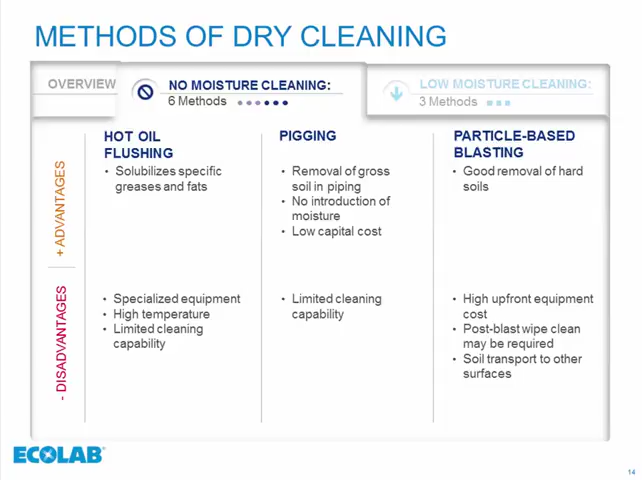 METHODS OF DRY CLEANING
OVERVIEW
NO MOISTURE CLEANING:
6 Methods
LOW MOISTURE CLEANING:
3 Methods
+ ADVANTAGES
HOT OIL
FLUSHING
• Solubilizes specific
greases and fats
PIGGING
• Removal of gross
soil in piping
• No introduction of
moisture
• Low capital cost
PARTICLE-BASED
BLASTING
• Good removal of hard
soils
- DISADVANTAGES
• Specialized equipment
• High temperature
• Limited cleaning
capability
• Limited cleaning
capability
• High upfront equipment
cost
• Post-blast wipe clean
may be required
• Soil transport to other
surfaces
ECOLAB®
14